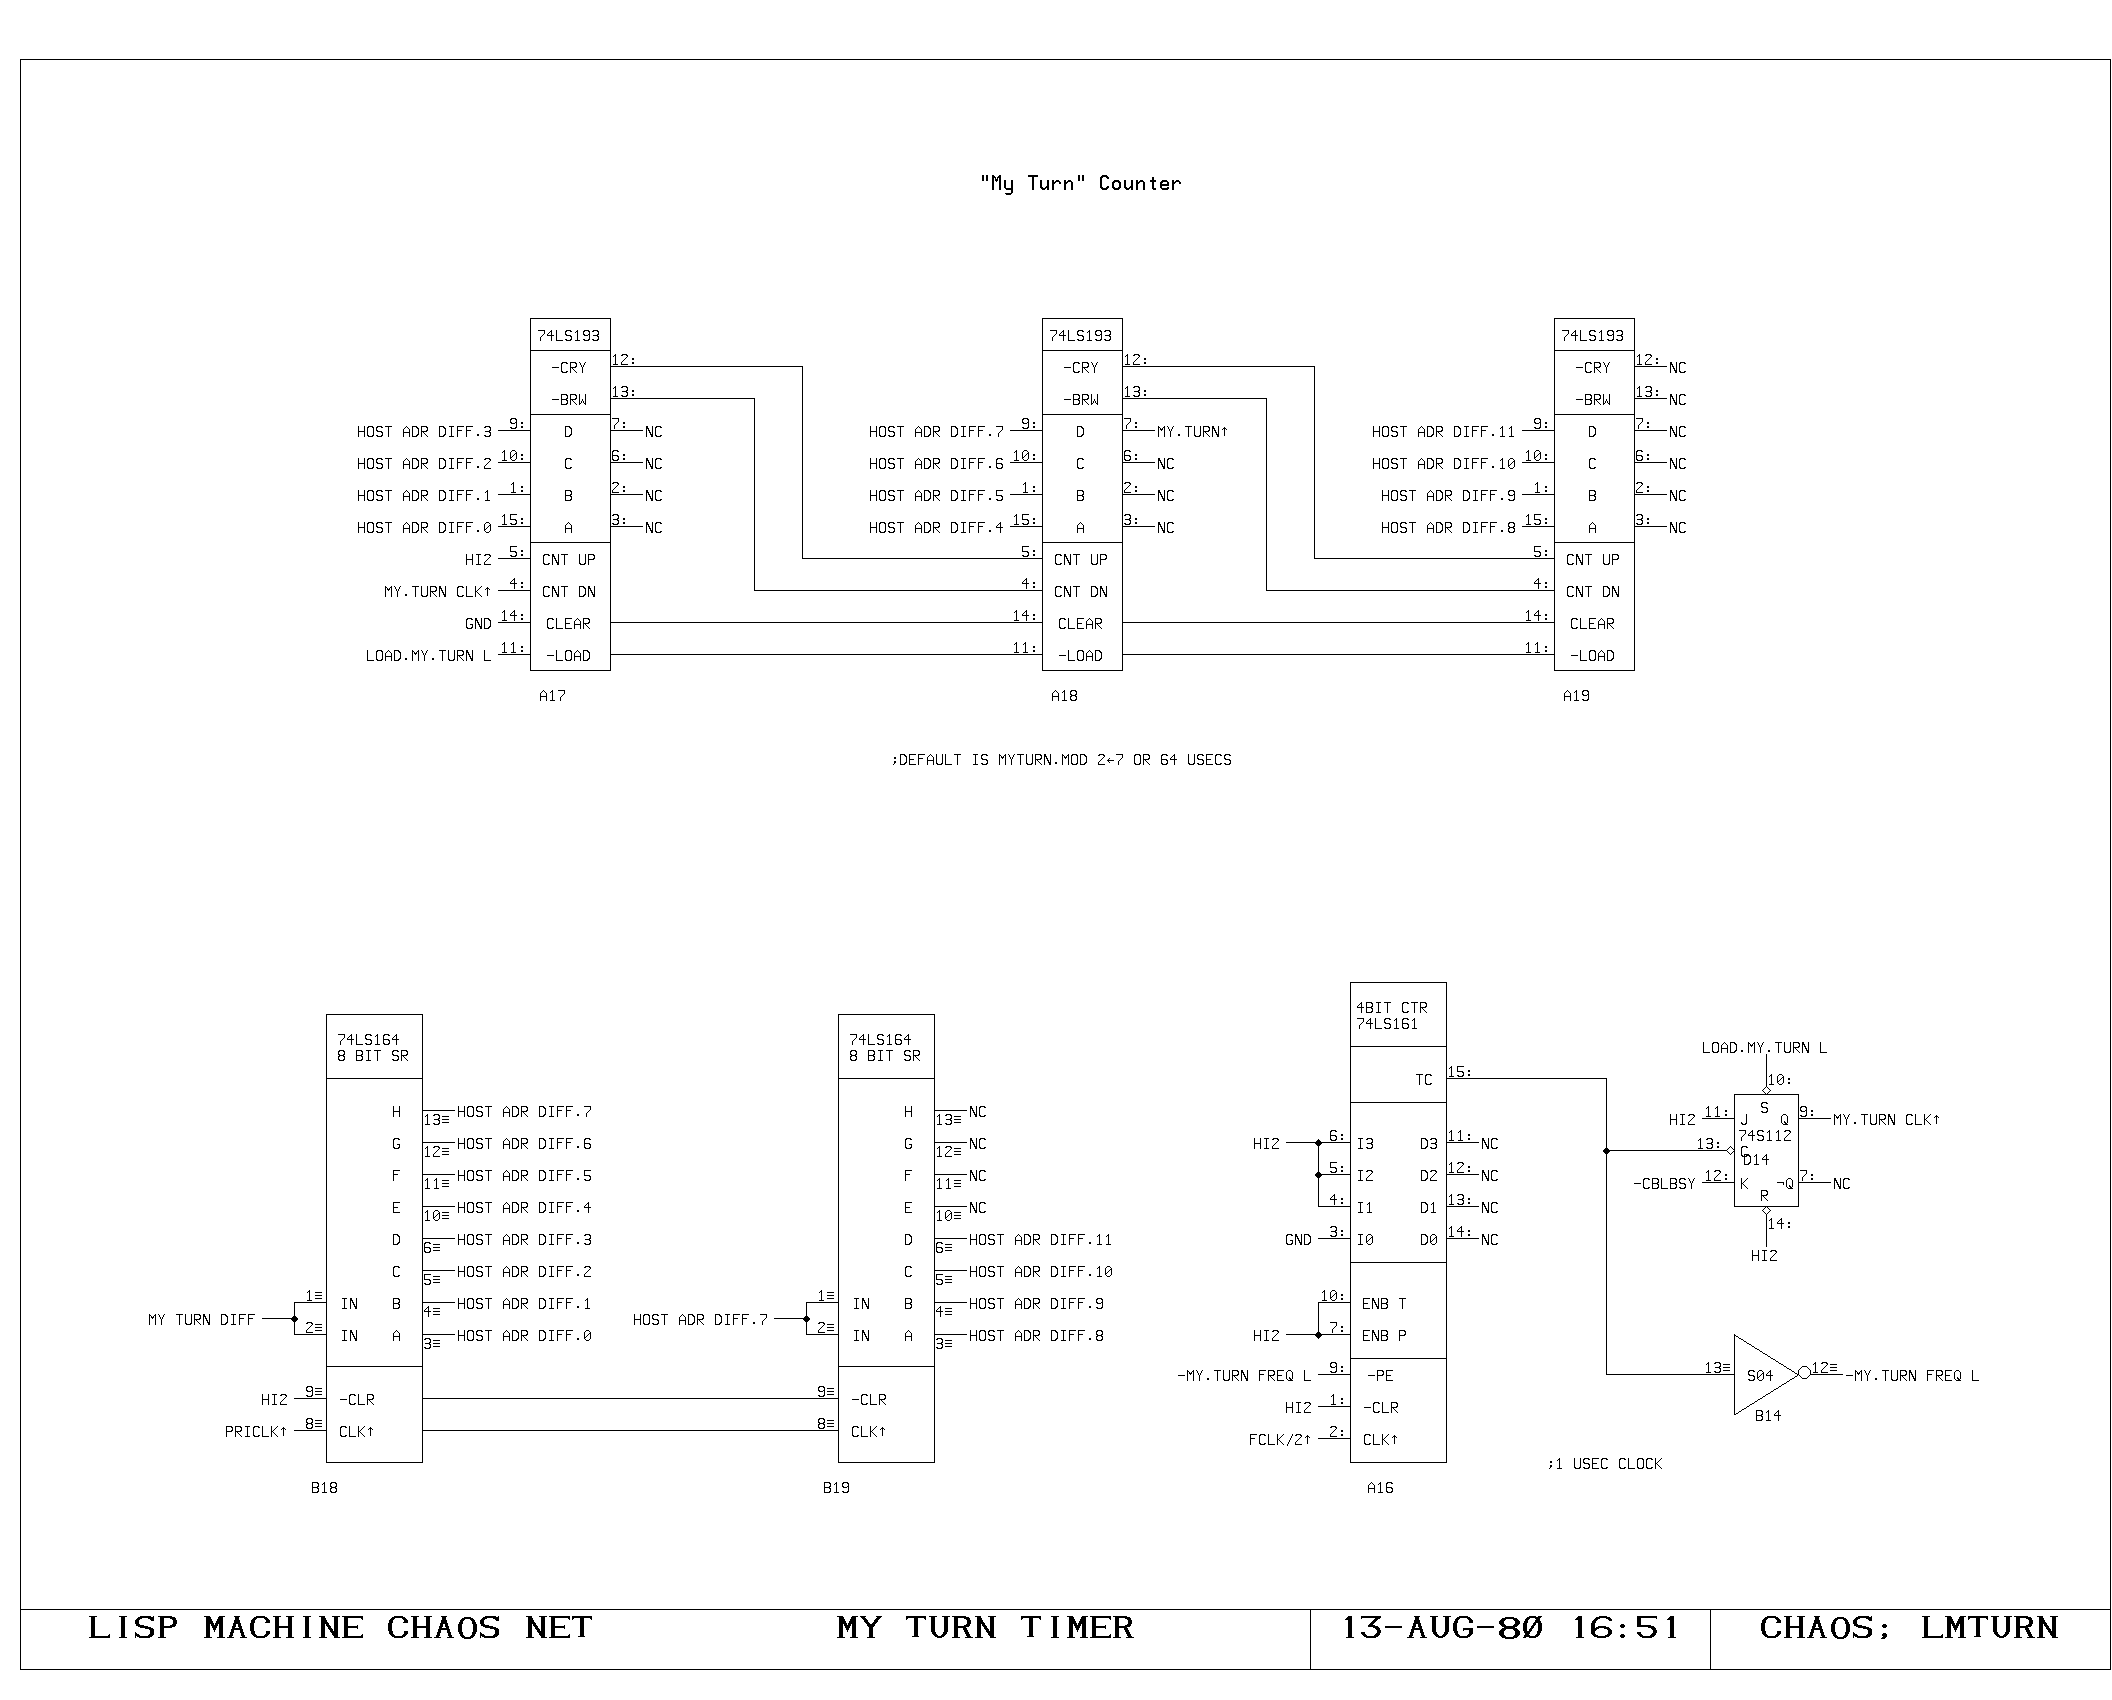 "My Turn" Counter
74LS193 74LS193 74LS193
-CRY 12: -CRY 12: -CRY 12: NC
-BRW 13: -BRW 13: -BRW 13: NC
HOST ADR DIFF.3 9: D 7: NC HOST ADR DIFF.7 9: D 7: MY.TURN↑ HOST ADR DIFF.11 9: D 7: NC
HOST ADR DIFF.2 10: C 6: NC HOST ADR DIFF.6 10: C 6: NC HOST ADR DIFF.10 10: C 6: NC
HOST ADR DIFF.1 1: B 2: NC HOST ADR DIFF.5 1: B 2: NC HOST ADR DIFF.9 1: B 2: NC
HOST ADR DIFF.0 15: A 3: NC HOST ADR DIFF.4 15: A 3: NC HOST ADR DIFF.8 15: A 3: NC
HI2 5: CNT UP 5: CNT UP 5: CNT UP
MY.TURN CLK↑ 4: CNT DN 4: CNT DN 4: CNT DN
GND 14: CLEAR 14: CLEAR 14: CLEAR
LOAD.MY.TURN L 11: -LOAD 11: -LOAD 11: -LOAD
A17 A18 A19
;DEFAULT IS MYTURN.MOD 2←7 OR 64 USECS
74LS164
8 BIT SR
H 13≡ HOST ADR DIFF.7
G 12≡ HOST ADR DIFF.6
F 11≡ HOST ADR DIFF.5
E 10≡ HOST ADR DIFF.4
D 6≡ HOST ADR DIFF.3
C 5≡ HOST ADR DIFF.2
1≡ IN B 4≡ HOST ADR DIFF.1
MY TURN DIFF
2≡ IN A 3≡ HOST ADR DIFF.0
HI2 9≡ -CLR
PRICLK↑ 8≡ CLK↑
B18
74LS164
8 BIT SR
H 13≡ NC
G 12≡ NC
F 11≡ NC
E 10≡ NC
D 6≡ HOST ADR DIFF.11
C 5≡ HOST ADR DIFF.10
1≡ IN B 4≡ HOST ADR DIFF.9
HOST ADR DIFF.7
2≡ IN A 3≡ HOST ADR DIFF.8
9≡ -CLR
8≡ CLK↑
B19
4BIT CTR
74LS161
TC 15:
HI2 6: I3 D3 11: NC
5: I2 D2 12: NC
4: I1 D1 13: NC
GND 3: I0 D0 14: NC
10: ENB T
HI2 7: ENB P
-MY.TURN FREQ L 9: -PE
HI2 1: -CLR
FCLK/2↑ 2: CLK↑
A16
LOAD.MY.TURN L
10:
S
HI2 11: J Q 9: MY.TURN CLK↑
74S112
13: C
D14
-CBLBSY 12: K ¬Q 7: NC
R
14:
HI2
13≡ S04 12≡ -MY.TURN FREQ L
B14
;1 USEC CLOCK
LISP MACHINE CHAOS NET MY TURN TIMER 13-AUG-80 16:51 CHAOS; LMTURN